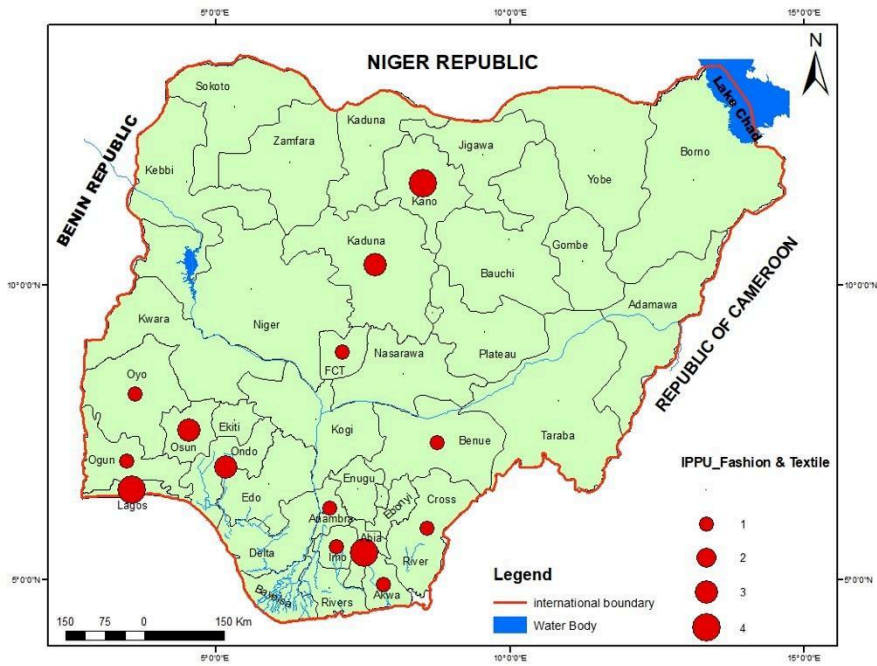 5°0'0"E 10°0'0"E 15°0'0"E
NIGER REPUBLIC
N
Sokoto
Lake Chad
Kaduna
Zamfara
Jigawa
BENIN REPUBLIC
Borno
Kebbi
Yobe
Kano
Kaduna
Gombe
Bauchi
REPUBLIC OF CAMEROON
10°0'0"N 10°0'0"N
Adamawa
Kwara
Niger
Nasarawa
Plateau
FCT
Oyo
Ekiti
Kogi
Benue
Taraba
Osun
Ondo
Ogun
IPPU_Fashion & Textile
Enugu
Cross
Lagos
Edo
Ebonyi
Anambra
1
Abia
Delta
Imo
River
2
5°0'0"N 5°0'0"N
Legend
3
Bayelsa
Rivers
Akwa
international boundary
Water Body
4
150 75 0 150 Km
5°0'0"E 10°0'0"E 15°0'0"E